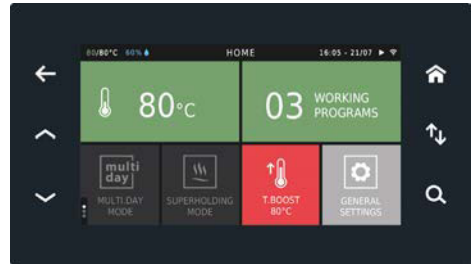 80/80°C 60% HOME 16:05 - 21/07
80°C
03 WORKING
PROGRAMS
multi
day
MULTI.DAY
MODE
SUPERHOLDING
MODE
T.BOOST
80°C
GENERAL
SETTINGS